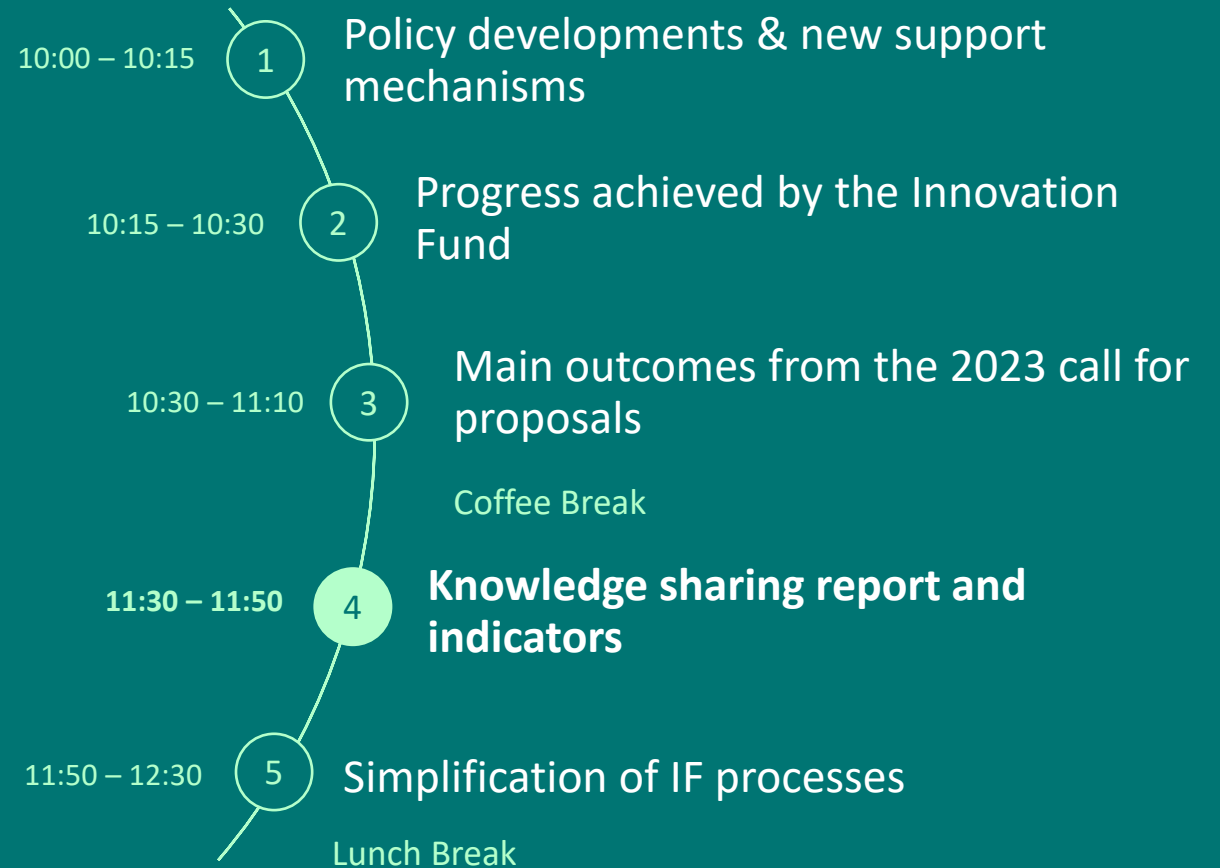 10:00 – 10:15
1
Policy developments & new support
mechanisms
10:15 – 10:30
2
Progress achieved by the Innovation
Fund
10:30 – 11:10
3
Main outcomes from the 2023 call for
proposals
Coffee Break
11:30 – 11:50
4
Knowledge sharing report and
indicators
11:50 – 12:30
5
Simplification of IF processes
Lunch Break